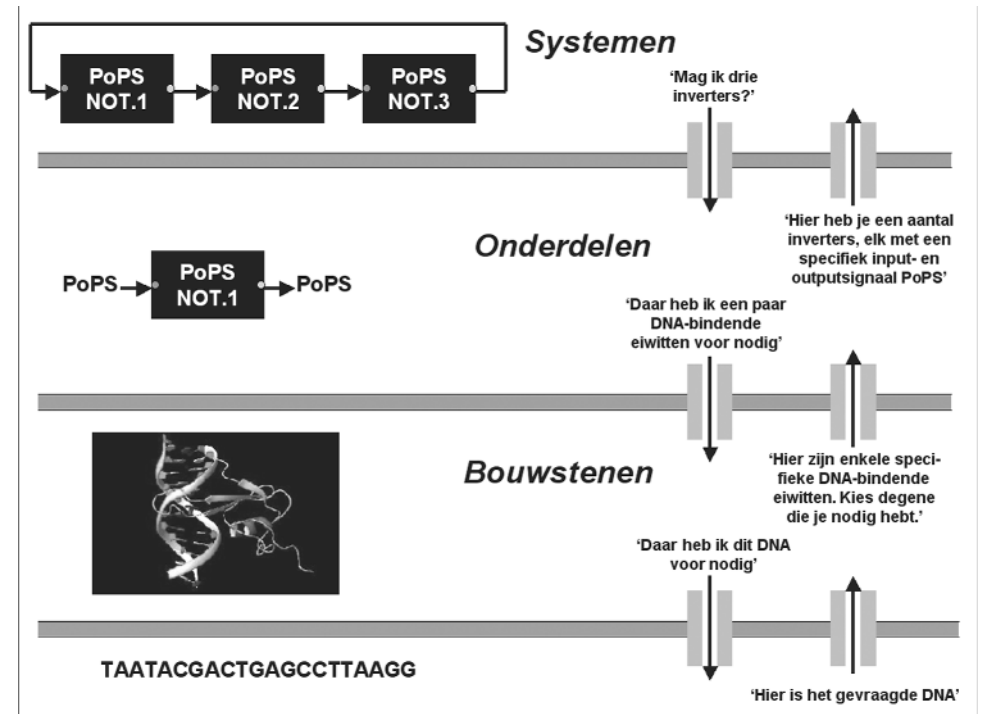 Systemen
PoPS
NOT.1
PoPS
NOT.2
PoPS
NOT.3
‘Mag ik drie
inverters?’
‘Hier heb je een aantal
inverters, elk met een
specifiek input- en
outputsignaal PoPS’
Onderdelen
PoPS
PoPS
NOT.1
PoPS
‘Daar heb ik een paar
DNA-bindende
eiwitten voor nodig’
‘Hier zijn enkele speci-
fieke DNA-bindende
eiwitten. Kies degene
die je nodig hebt.’
Bouwstenen
‘Daar heb ik dit DNA
voor nodig’
TAATACGACTGAGCCTTAAGG
‘Hier is het gevraagde DNA’